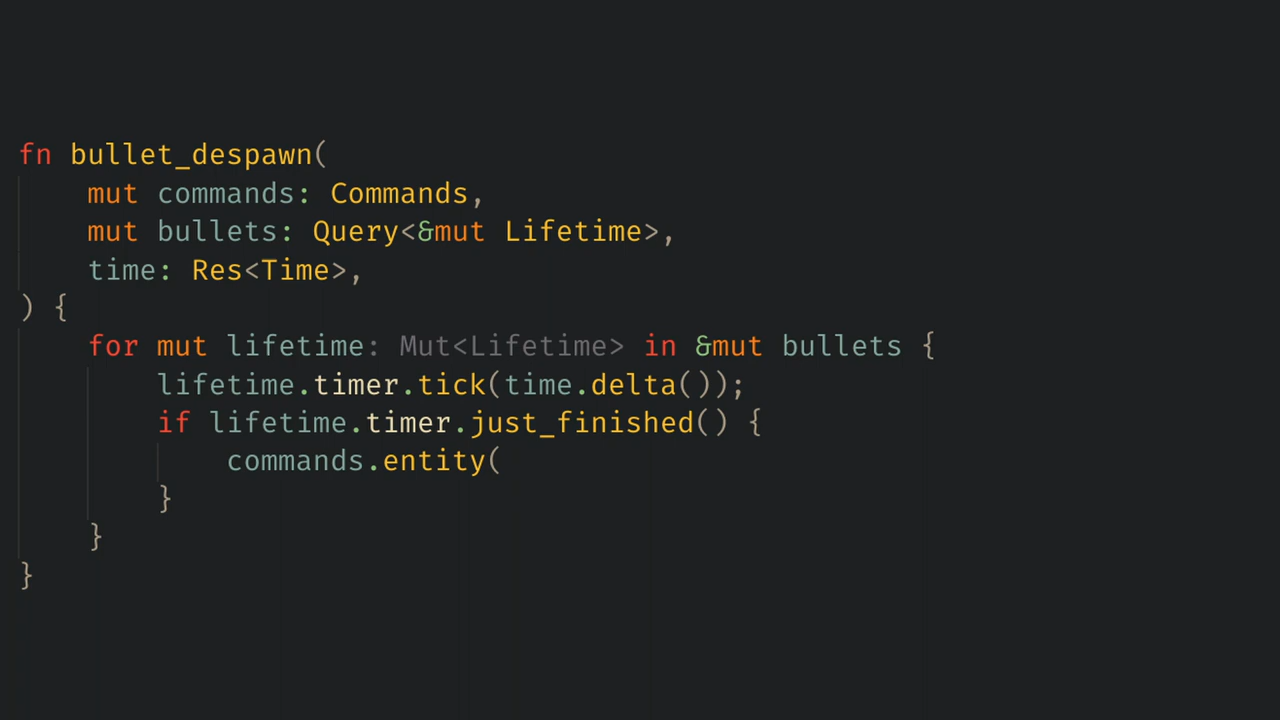 fn bullet_despawn(
    mut commands: Commands,
    mut bullets: Query<&mut Lifetime>,
    time: Res<Time>,
) {
    for mut lifetime: Mut<Lifetime> in &mut bullets {
        lifetime.timer.tick(time.delta());
        if lifetime.timer.just_finished() {
            commands.entity(
        }
    }
}